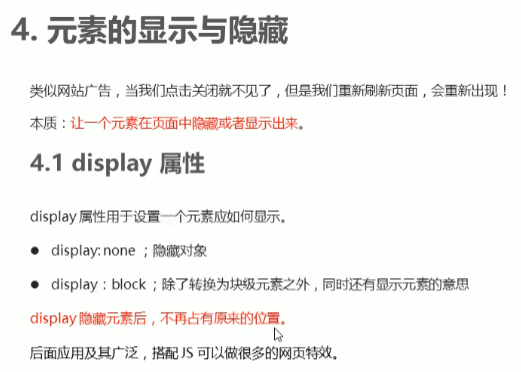 4. 元素的显示与隐藏
类似网站广告，当我们点击关闭就不见了，但是我们重新刷新页面，会重新出现！
本质：让一个元素在页面中隐藏或者显示出来。
4.1 display 属性
display 属性用于设置一个元素应如何显示。
● display: none ；隐藏对象
● display：block ；除了转换为块级元素之外，同时还有显示元素的意思
display 隐藏元素后，不再占有原来的位置。
后面应用及其广泛，搭配 JS 可以做很多的网页特效。